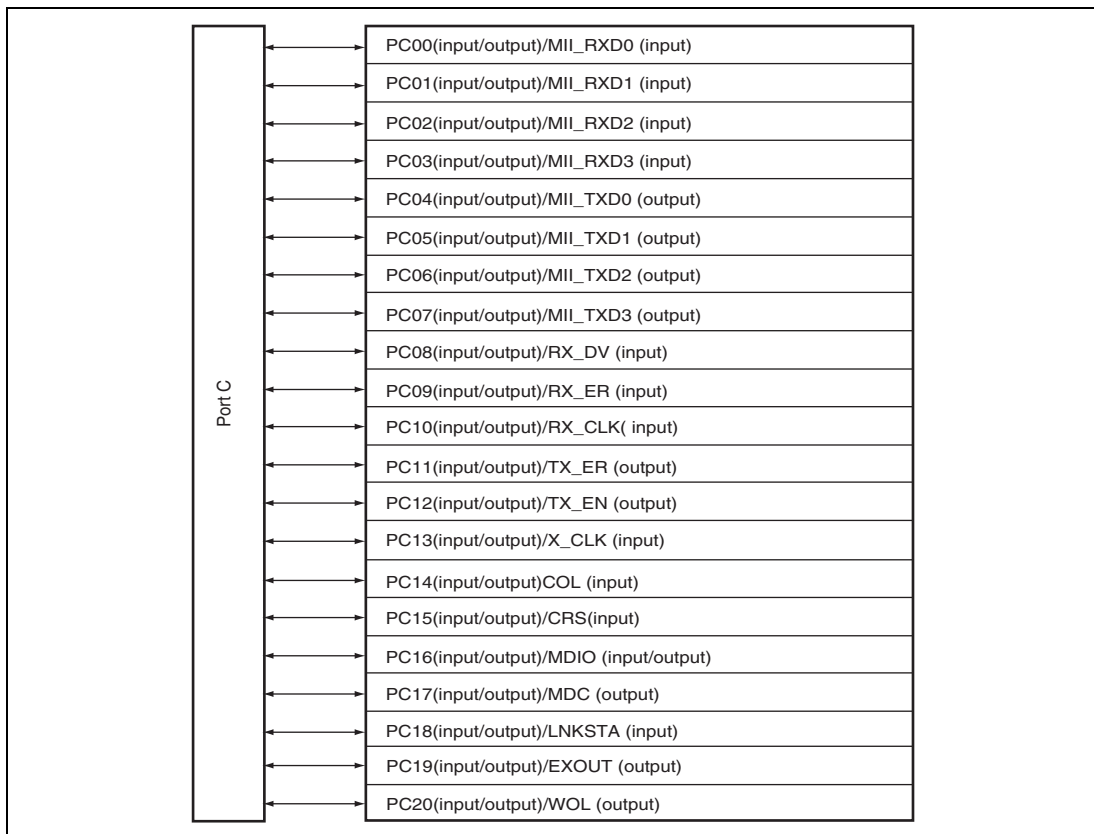 Port C
PC00(input/output)/MII_RXD0 (input)
PC01(input/output)/MII_RXD1 (input)
PC02(input/output)/MII_RXD2 (input)
PC03(input/output)/MII_RXD3 (input)
PC04(input/output)/MII_TXD0 (output)
PC05(input/output)/MII_TXD1 (output)
PC06(input/output)/MII_TXD2 (output)
PC07(input/output)/MII_TXD3 (output)
PC08(input/output)/RX_DV (input)
PC09(input/output)/RX_ER (input)
PC10(input/output)/RX_CLK( input)
PC11(input/output)/TX_ER (output)
PC12(input/output)/TX_EN (output)
PC13(input/output)/X_CLK (input)
PC14(input/output)COL (input)
PC15(input/output)/CRS(input)
PC16(input/output)/MDIO (input/output)
PC17(input/output)/MDC (output)
PC18(input/output)/LNKSTA (input)
PC19(input/output)/EXOUT (output)
PC20(input/output)/WOL (output)